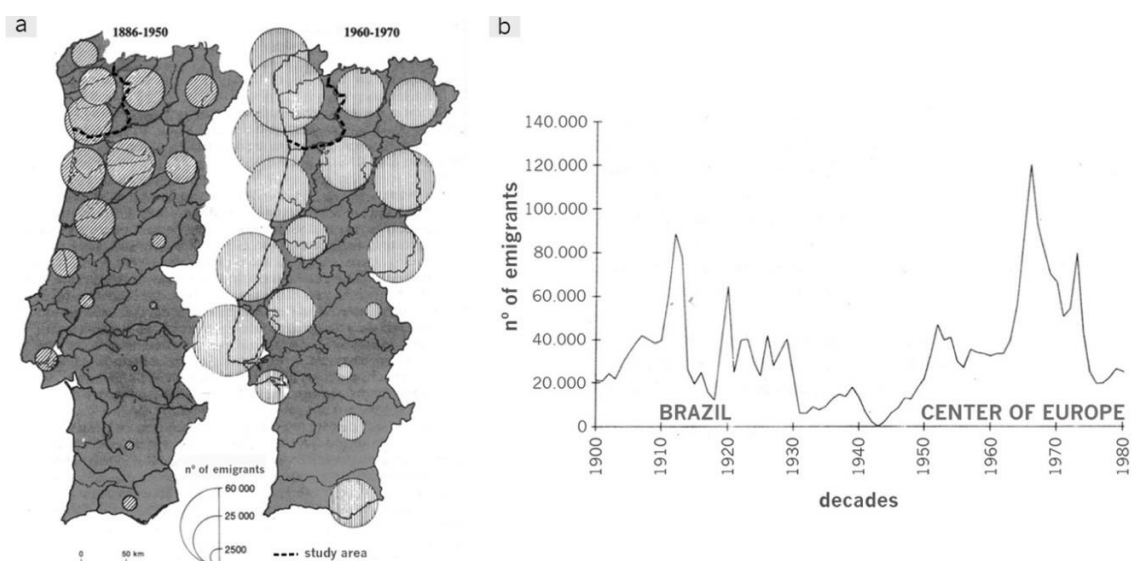 a
1886-1950
1960-1970
nº of emigrants
60 000
25 000
2500
0 50 km
study area
b
nº of emigrants
140.000
120.000
100.000
80.000
60.000
40.000
20.000
0
BRAZIL
CENTER OF EUROPE
1900
1910
1920
1930
1940
1950
1960
1970
1980
decades